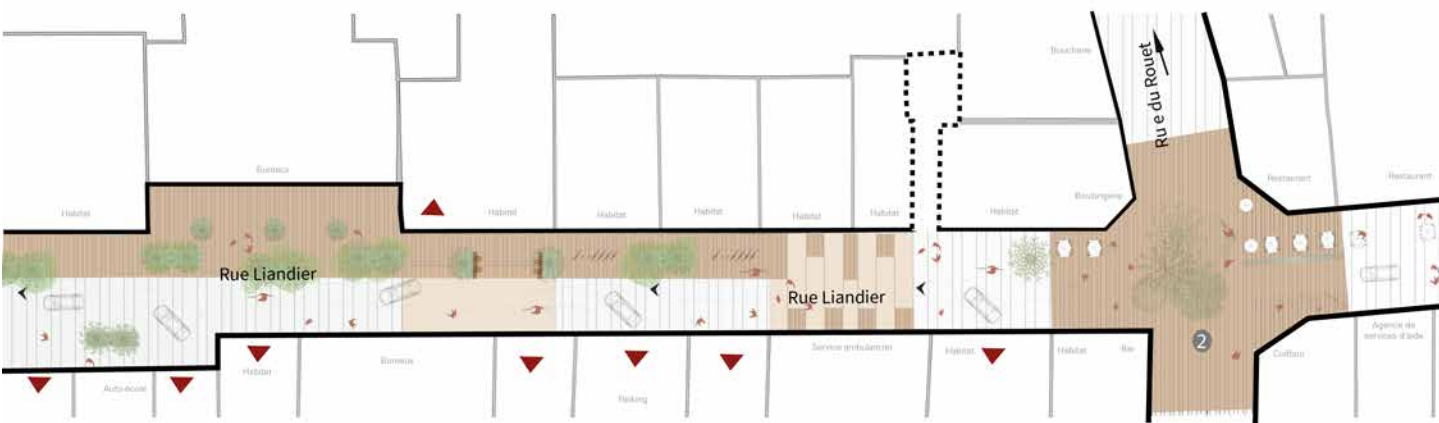 Boucherie
Rue du Rouet
Bureaux
Restaurant
Restaurant
Habitat
Habitat
Habitat
Habitat
Habitat
Habitat
Habitat
Boulangerie
Rue Liandier
Rue Liandier
2
Service ambulancier
Habitat
Habitat
Bar
Coiffure
Agence de
services d'aide
Auto-école
Habitat
Bureaux
Parking